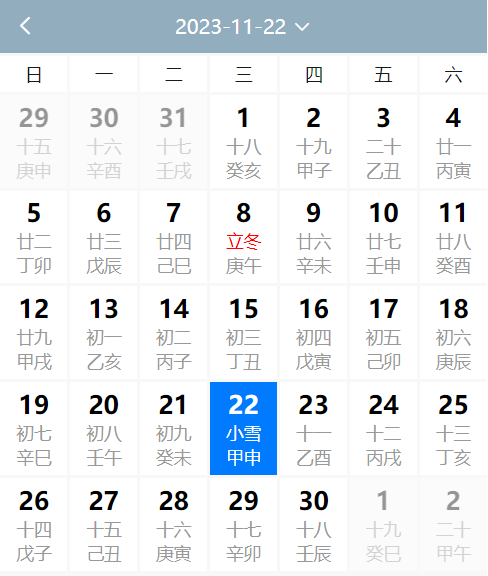 2023-11-22
日 一 二 三 四 五 六
29 30 31 1 2 3 4
十五 十六 十七 十八 十九 二十 廿一
庚申 辛酉 壬戌 癸亥 甲子 乙丑 丙寅
5 6 7 8 9 10 11
廿二 廿三 廿四 立冬 廿六 廿七 廿八
丁卯 戊辰 己巳 庚午 辛未 壬申 癸酉
12 13 14 15 16 17 18
廿九 初一 初二 初三 初四 初五 初六
甲戌 乙亥 丙子 丁丑 戊寅 己卯 庚辰
19 20 21 22 23 24 25
初七 初八 初九 小雪 十一 十二 十三
辛巳 壬午 癸未 甲申 乙酉 丙戌 丁亥
26 27 28 29 30 1 2
十四 十五 十六 十七 十八 十九 二十
戊子 己丑 庚寅 辛卯 壬辰 癸巳 甲午